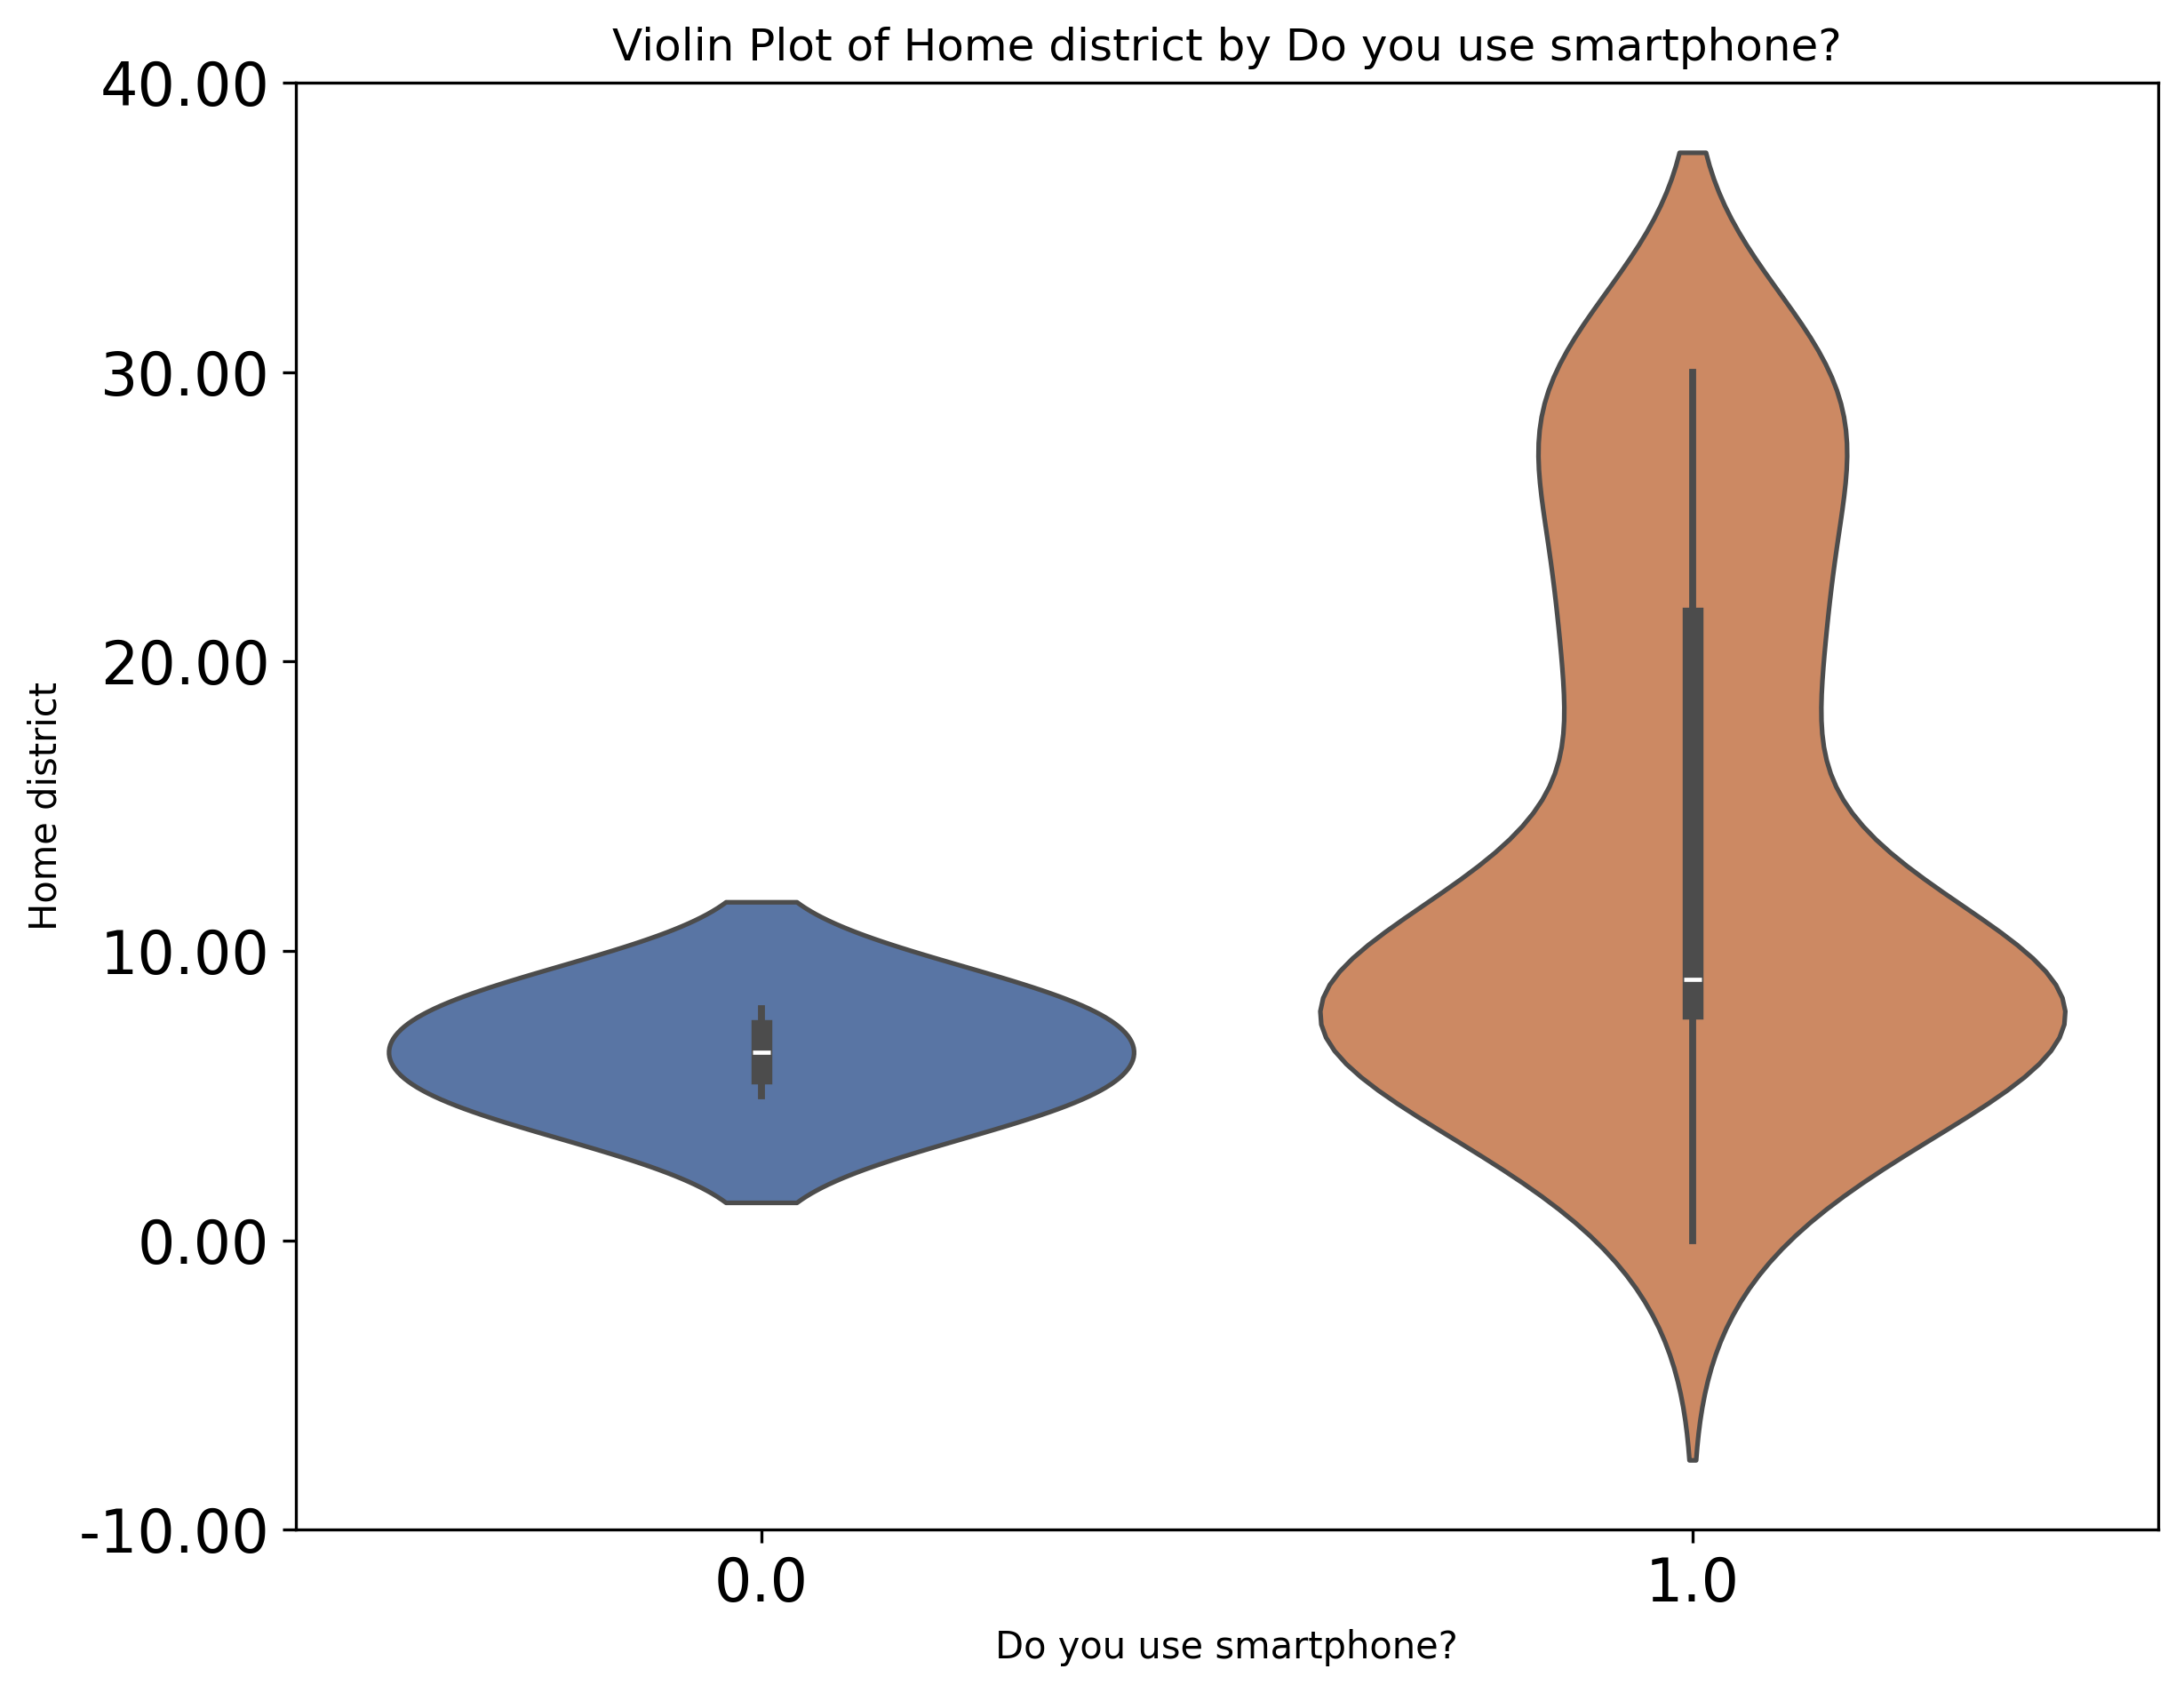 Violin Plot of Home district by Do you use smartphone?
40.00
30.00
20.00
10.00
0.00
-10.00
Home district
0.0 1.0
Do you use smartphone?